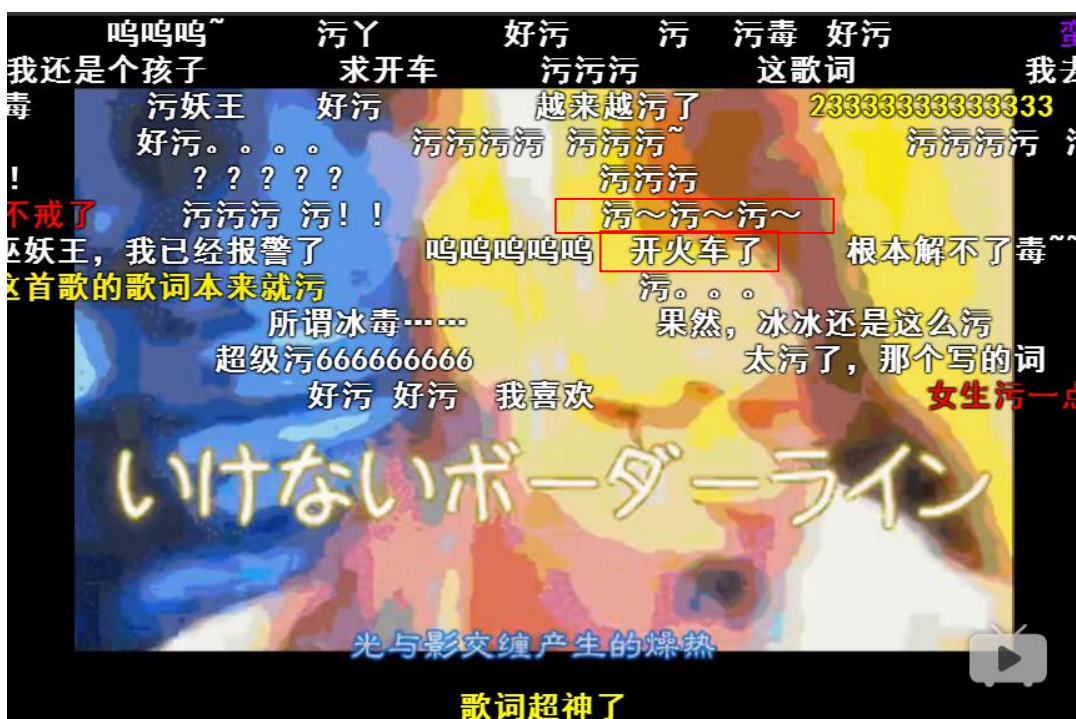 呜呜呜~ 污丫 好污 污 污毒 好污
我还是个孩子 求开车 污污污 这歌词 我去
毒 污妖王 好污 越来越污了 23333333333333
好污。。。。 污污污污 污污污~ 污污污污
! ????? 污污污
不戒了 污污污 污!! 污～污～污～
巫妖王，我已经报警了 呜呜呜呜呜 开火车了 根本解不了毒~~
这首歌的歌词本来就污 污。。。
所谓冰毒…… 果然，冰冰还是这么污
超级污666666666 太污了，那个写的词
好污 好污 我喜欢 女生污一点
いけないボーダーライン
光与影交缠产生的燥热
歌词超神了